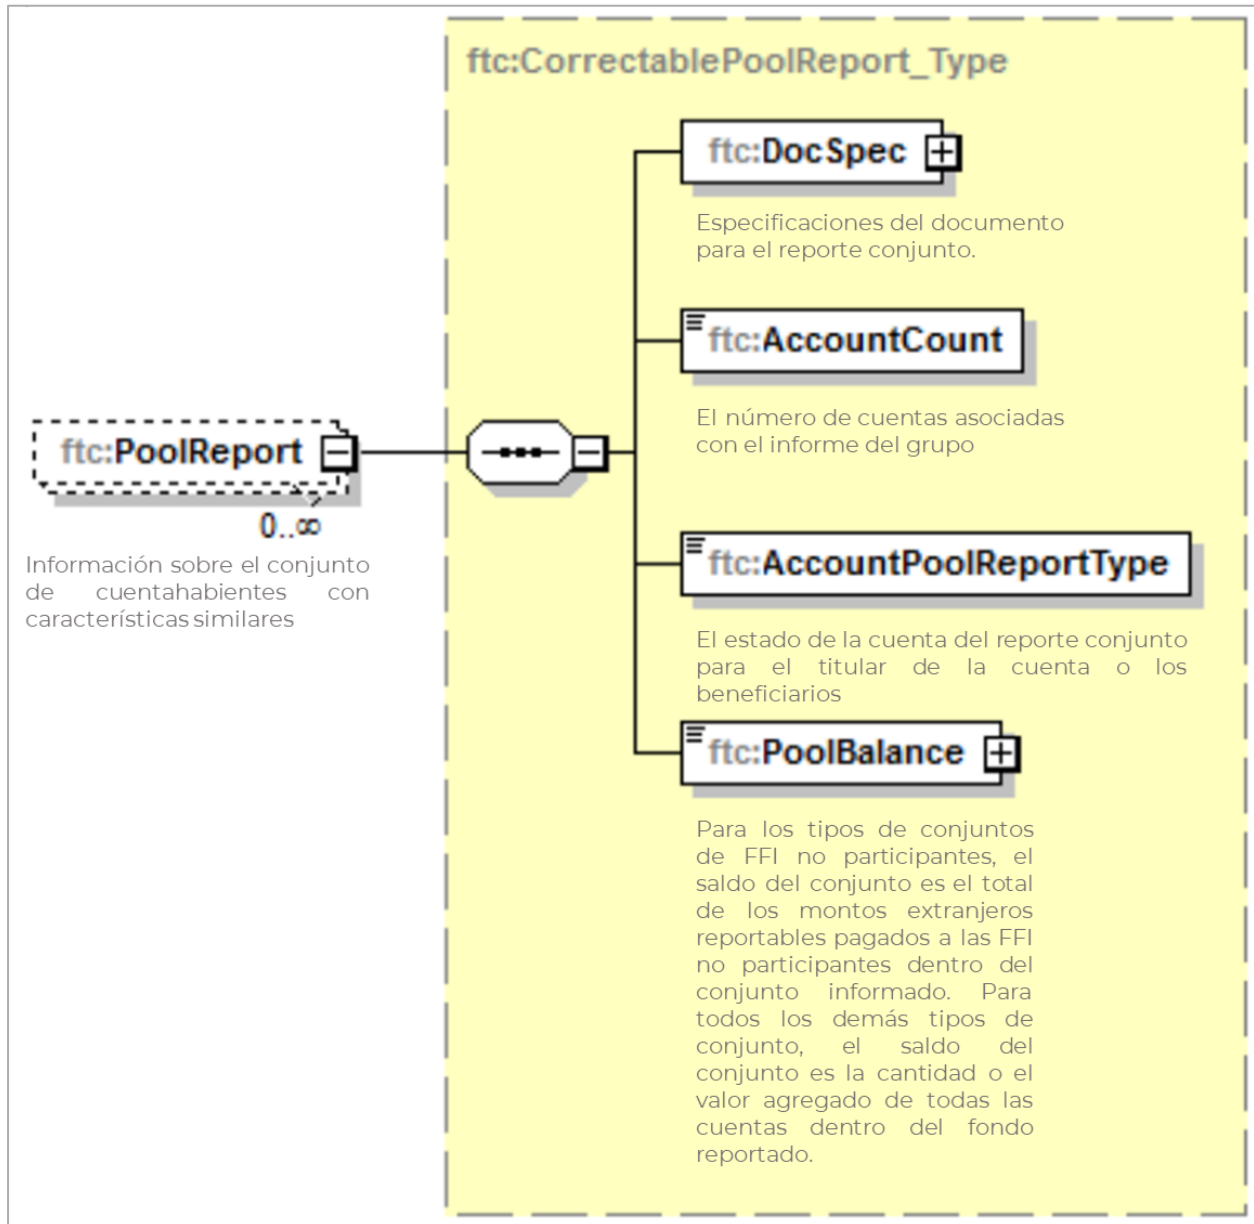 ftc:CorrectablePoolReport_Type
ftc:DocSpec
Especificaciones del documento
para el reporte conjunto.
ftc:AccountCount
El número de cuentas asociadas
con el informe del grupo
ftc:PoolReport
0..∞
Información sobre el conjunto
de cuentahabientes con
características similares
ftc:AccountPoolReportType
El estado de la cuenta del reporte conjunto
para el titular de la cuenta o los
beneficiarios
ftc:PoolBalance
Para los tipos de conjuntos
de FFI no participantes, el
saldo del conjunto es el total
de los montos extranjeros
reportables pagados a las FFI
no participantes dentro del
conjunto informado. Para
todos los demás tipos de
conjunto, el saldo del
conjunto es la cantidad o el
valor agregado de todas las
cuentas dentro del fondo
reportado.